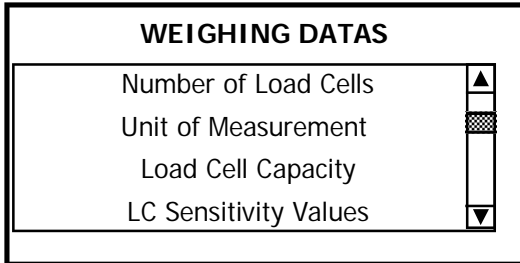 WEIGHING DATAS
Number of Load Cells
Unit of Measurement
Load Cell Capacity
LC Sensitivity Values